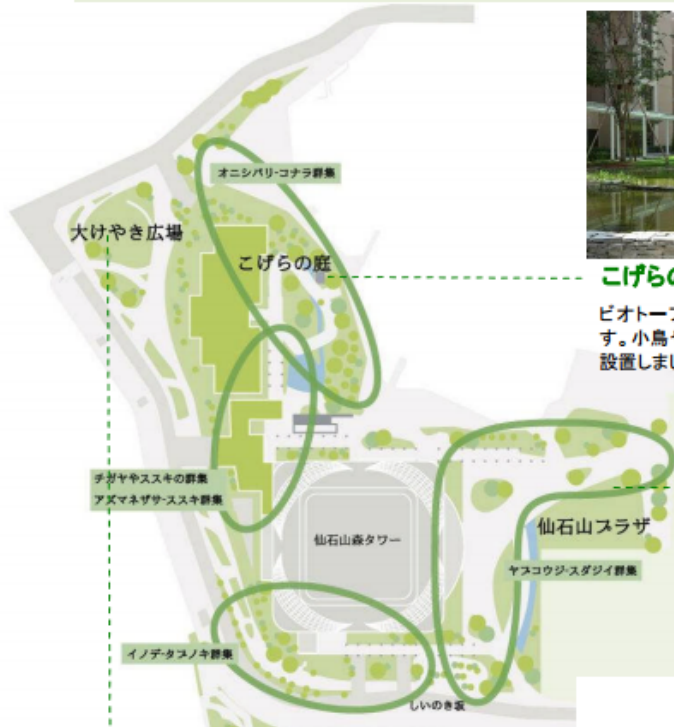 オニシバリ-コナラ群集
大けやき広場
こげらの庭
こげらの
ビオトープ
す。小鳥や
設置しまし
チガヤやススキの群集
アズマネザサ-ススキ群集
仙石山森タワー
仙石山プラザ
ヤブコウジ-スダジイ群集
イノデ-タブノキ群集
しいのき坂